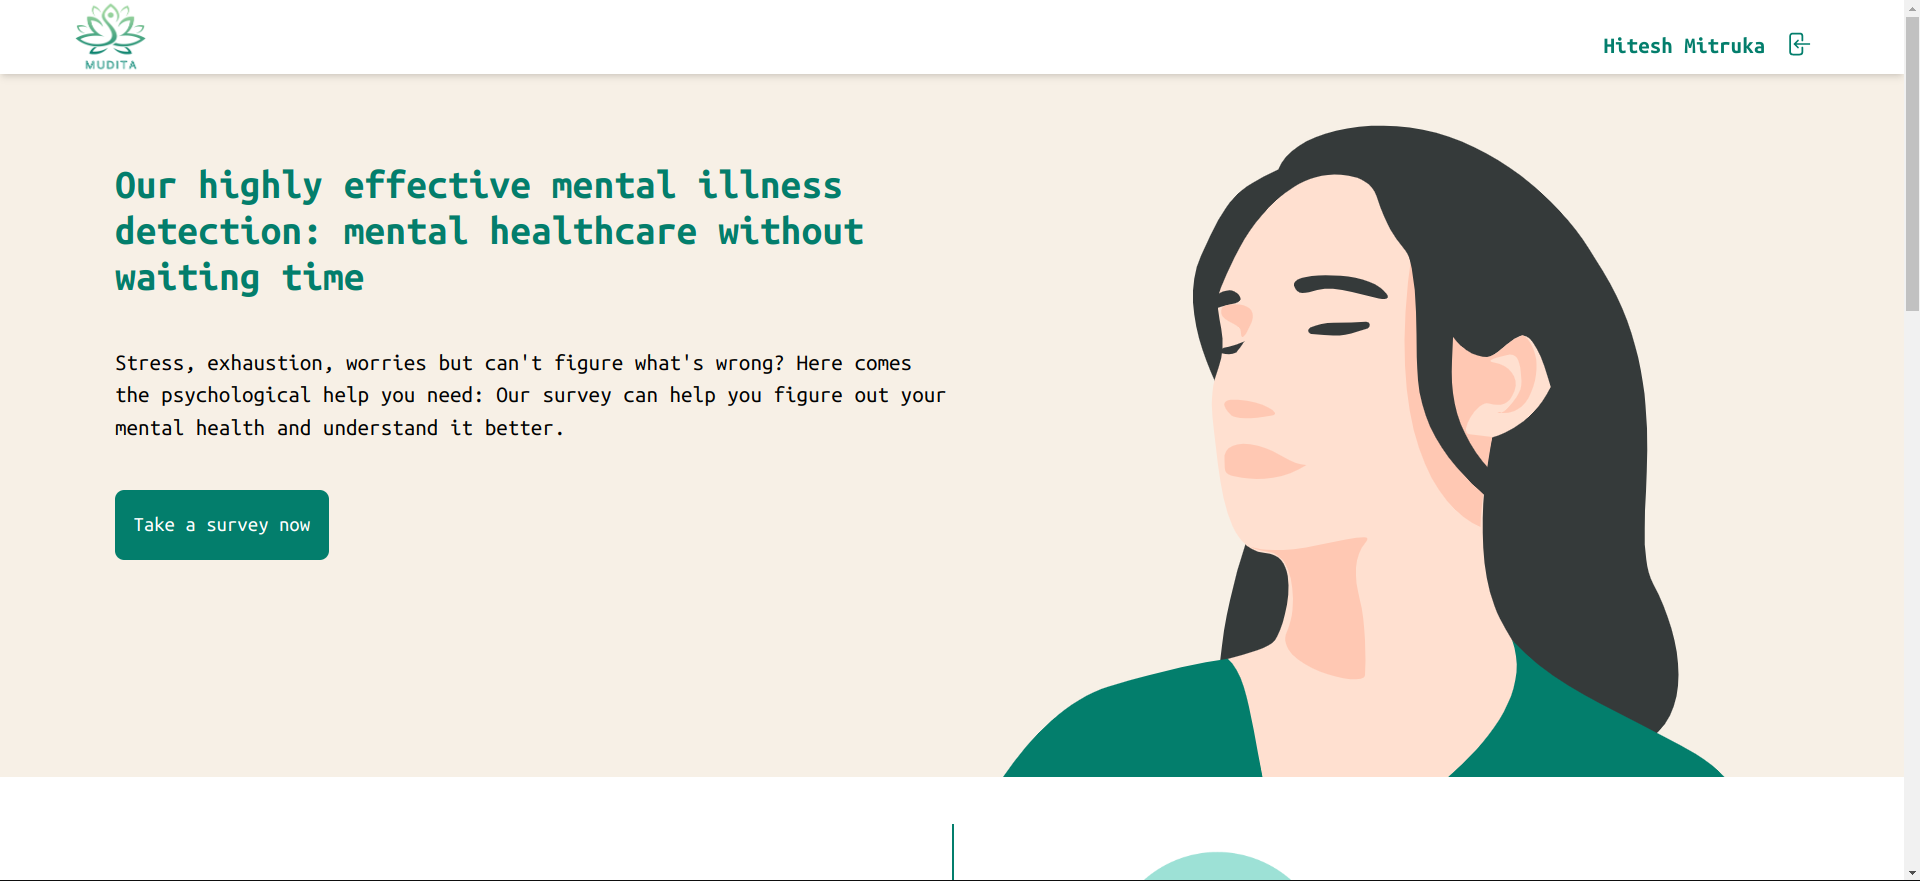 MUDITA
Hitesh Mitruka
Our highly effective mental illness
detection: mental healthcare without
waiting time
Stress, exhaustion, worries but can't figure what's wrong? Here comes
the psychological help you need: Our survey can help you figure out your
mental health and understand it better.
Take a survey now